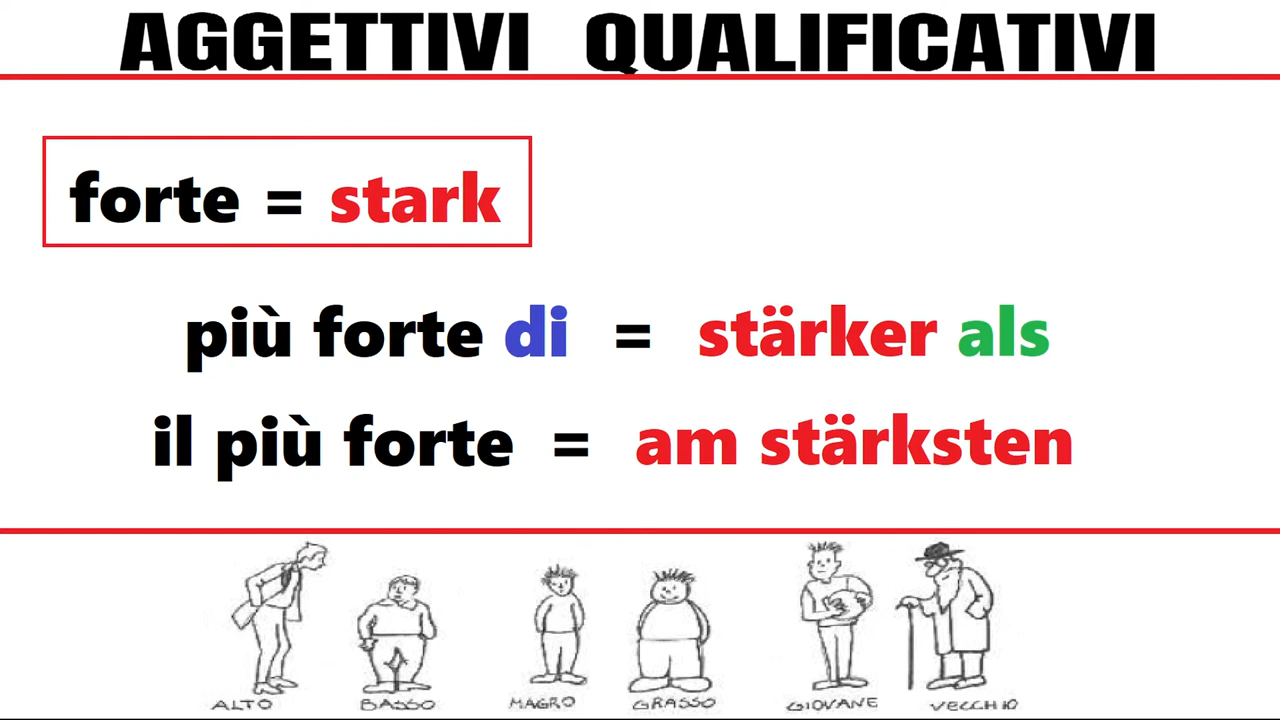 AGGETTIVI QUALIFICATIVI
forte = stark
più forte di = stärker als
il più forte = am stärksten
ALTO BASSO MAGRO GRASSO GIOVANE VECCHIO